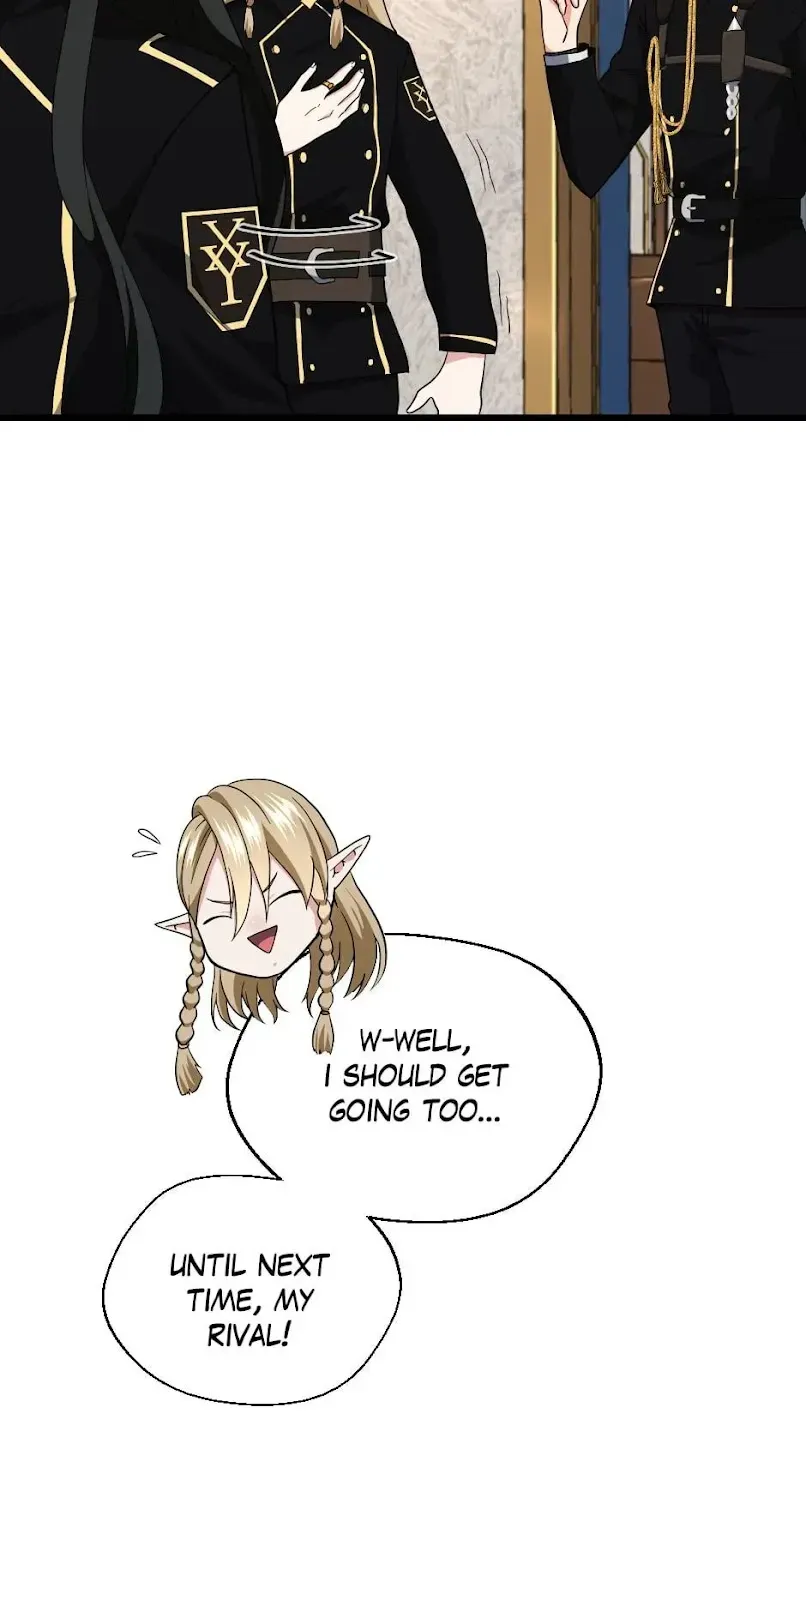 W-WELL,
I SHOULD GET
GOING TOO...
UNTIL NEXT
TIME, MY
RIVAL!